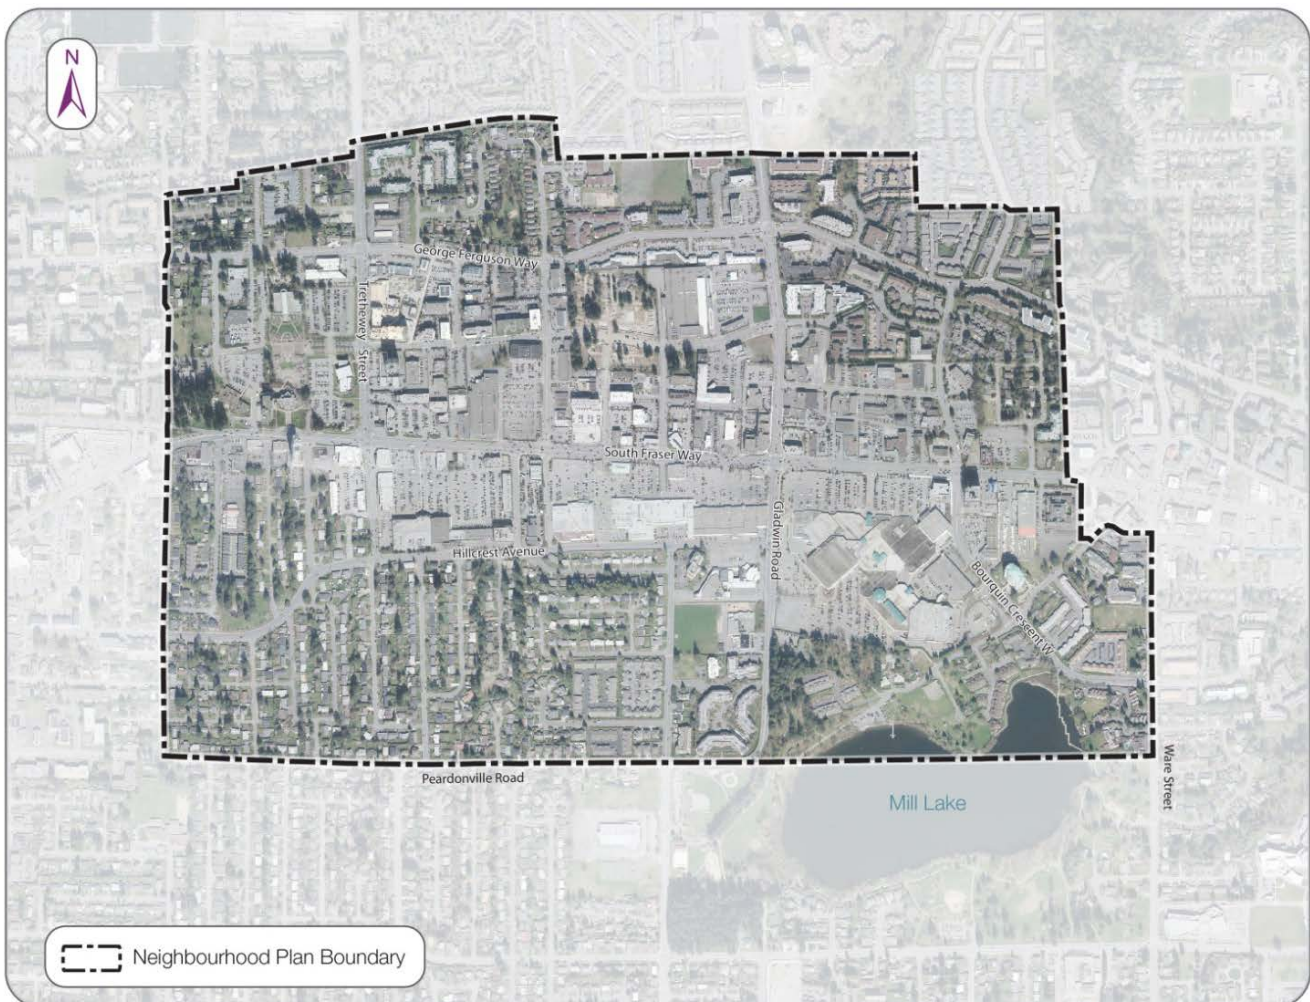 N
George Ferguson Way
Trethewey Street
South Fraser Way
Gladwin Road
Hillcrest Avenue
Bourquin Crescent W
Peardonville Road
Ware Street
Mill Lake
Neighbourhood Plan Boundary